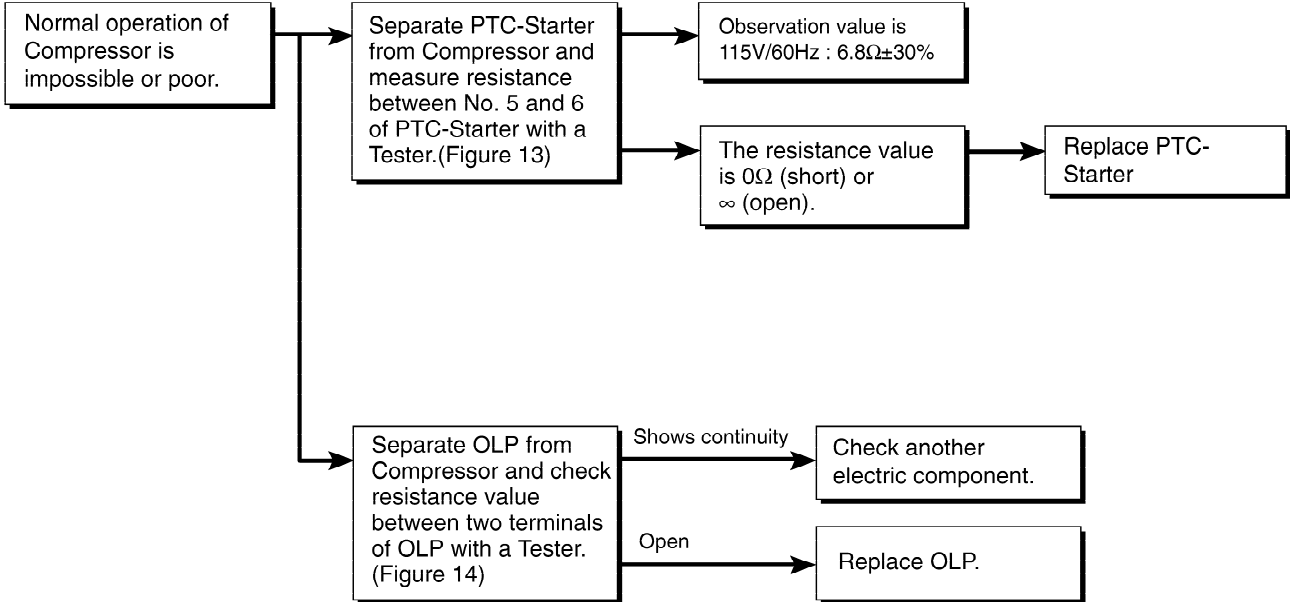 Normal operation of
Compressor is
impossible or poor.
Separate PTC-Starter
from Compressor and
measure resistance
between No. 5 and 6
of PTC-Starter with a
Tester.(Figure 13)
Observation value is
115V/60Hz : 6.8Ω±30%
The resistance value
is 0Ω (short) or
∞ (open).
Replace PTC-
Starter
Separate OLP from
Compressor and check
resistance value
between two terminals
of OLP with a Tester.
(Figure 14)
Shows continuity
Check another
electric component.
Open
Replace OLP.